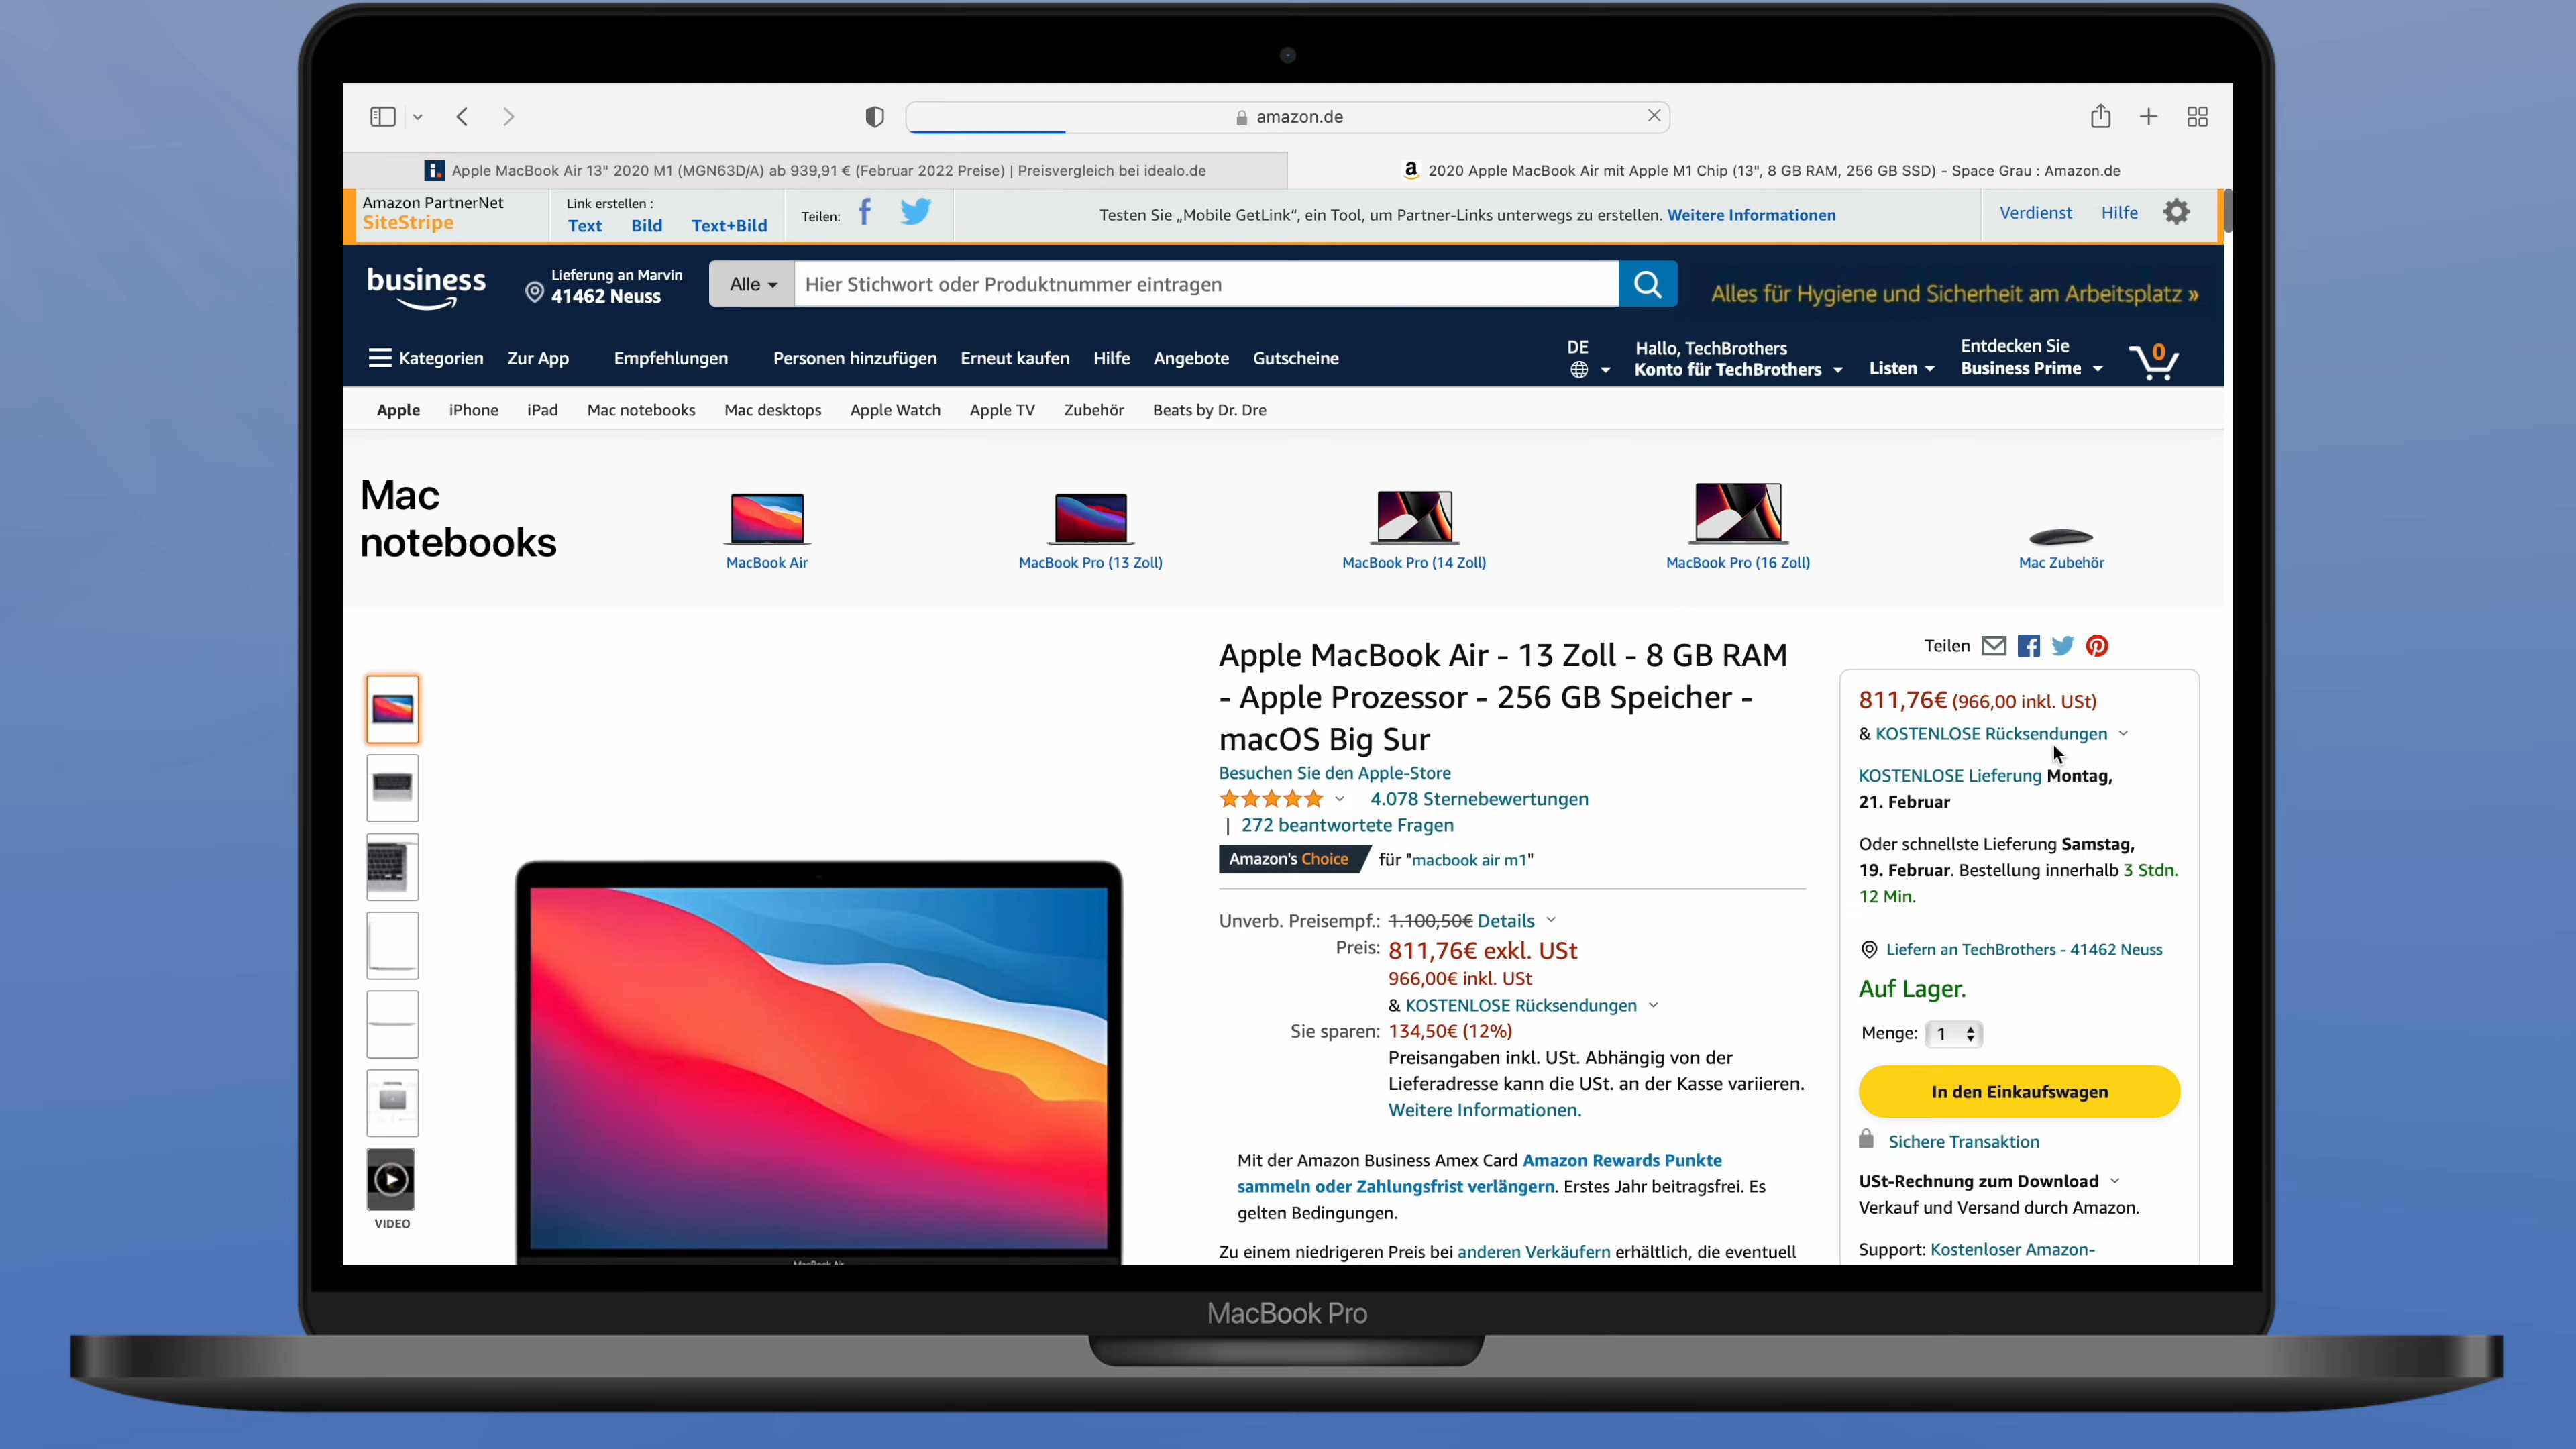 amazon.de
Apple MacBook Air 13" 2020 M1 (MGN63D/A) ab 939,91 € (Februar 2022 Preise) | Preisvergleich bei idealo.de
2020 Apple MacBook Air mit Apple M1 Chip (13", 8 GB RAM, 256 GB SSD) - Space Grau : Amazon.de
Amazon PartnerNet
SiteStripe
Link erstellen :
Text Bild Text+Bild
Teilen:
Testen Sie „Mobile GetLink“, ein Tool, um Partner-Links unterwegs zu erstellen. Weitere Informationen
Verdienst Hilfe
business
Lieferung an Marvin
41462 Neuss
Alle
Hier Stichwort oder Produktnummer eintragen
Alles für Hygiene und Sicherheit am Arbeitsplatz »
Kategorien Zur App Empfehlungen Personen hinzufügen Erneut kaufen Hilfe Angebote Gutscheine
DE
Hallo, TechBrothers
Konto für TechBrothers
Listen
Entdecken Sie
Business Prime
0
Apple iPhone iPad Mac notebooks Mac desktops Apple Watch Apple TV Zubehör Beats by Dr. Dre
Mac
notebooks
MacBook Air
MacBook Pro (13 Zoll)
MacBook Pro (14 Zoll)
MacBook Pro (16 Zoll)
Mac Zubehör
VIDEO
MacBook Air
Apple MacBook Air - 13 Zoll - 8 GB RAM
- Apple Prozessor - 256 GB Speicher -
macOS Big Sur
Besuchen Sie den Apple-Store
4.078 Sternebewertungen
| 272 beantwortete Fragen
Amazon's Choice für "macbook air m1"
Unverb. Preisempf.: 1.100,50€ Details
Preis: 811,76€ exkl. USt
966,00€ inkl. USt
& KOSTENLOSE Rücksendungen
Sie sparen: 134,50€ (12%)
Preisangaben inkl. USt. Abhängig von der
Lieferadresse kann die USt. an der Kasse variieren.
Weitere Informationen.
Mit der Amazon Business Amex Card Amazon Rewards Punkte
sammeln oder Zahlungsfrist verlängern. Erstes Jahr beitragsfrei. Es
gelten Bedingungen.
Zu einem niedrigeren Preis bei anderen Verkäufern erhältlich, die eventuell
Teilen
811,76€ (966,00 inkl. USt)
& KOSTENLOSE Rücksendungen
KOSTENLOSE Lieferung Montag,
21. Februar
Oder schnellste Lieferung Samstag,
19. Februar. Bestellung innerhalb 3 Stdn.
12 Min.
Liefern an TechBrothers - 41462 Neuss
Auf Lager.
Menge: 1
In den Einkaufswagen
Sichere Transaktion
USt-Rechnung zum Download
Verkauf und Versand durch Amazon.
Support: Kostenloser Amazon-
MacBook Pro